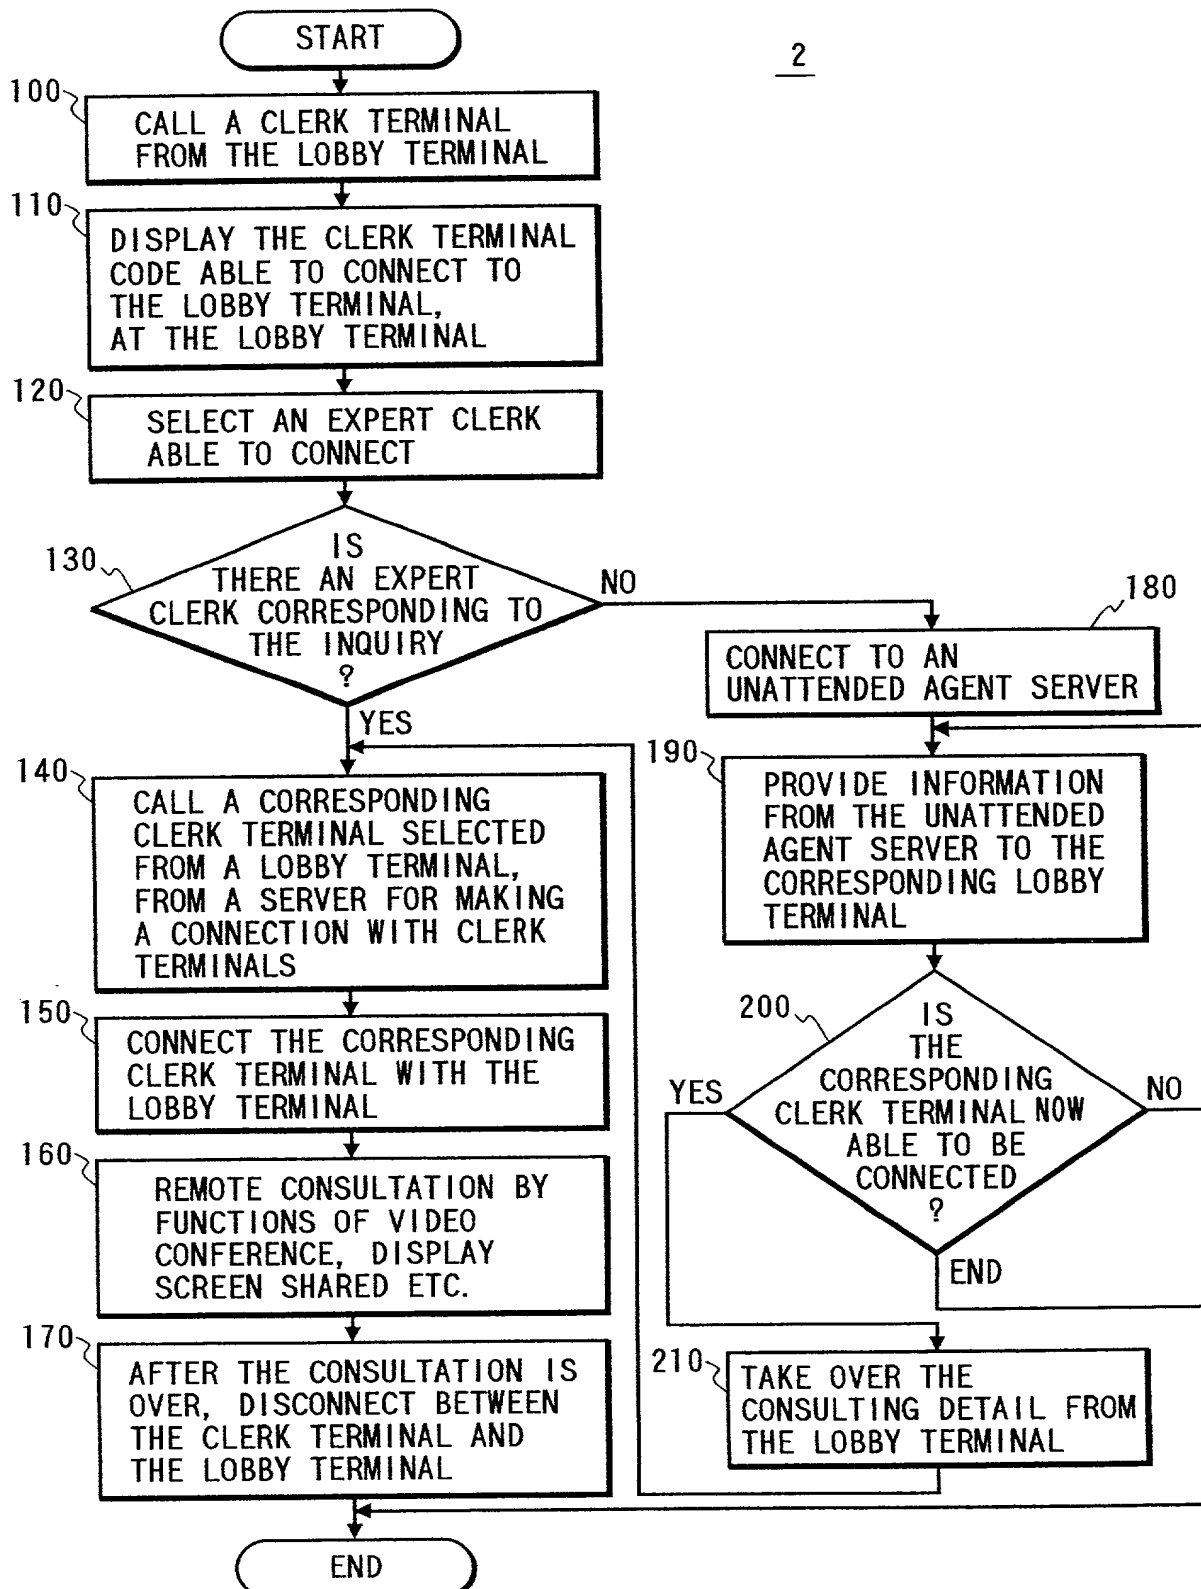 START
2
100
CALL A CLERK TERMINAL
FROM THE LOBBY TERMINAL
110
DISPLAY THE CLERK TERMINAL
CODE ABLE TO CONNECT TO
THE LOBBY TERMINAL,
AT THE LOBBY TERMINAL
120
SELECT AN EXPERT CLERK
ABLE TO CONNECT
130
IS
THERE AN EXPERT
CLERK CORRESPONDING TO
THE INQUIRY
?
NO
YES
140
CALL A CORRESPONDING
CLERK TERMINAL SELECTED
FROM A LOBBY TERMINAL,
FROM A SERVER FOR MAKING
A CONNECTION WITH CLERK
TERMINALS
150
CONNECT THE CORRESPONDING
CLERK TERMINAL WITH THE
LOBBY TERMINAL
160
REMOTE CONSULTATION BY
FUNCTIONS OF VIDEO
CONFERENCE, DISPLAY
SCREEN SHARED ETC.
170
AFTER THE CONSULTATION IS
OVER, DISCONNECT BETWEEN
THE CLERK TERMINAL AND
THE LOBBY TERMINAL
END
180
CONNECT TO AN
UNATTENDED AGENT SERVER
190
PROVIDE INFORMATION
FROM THE UNATTENDED
AGENT SERVER TO THE
CORRESPONDING LOBBY
TERMINAL
200
IS
THE
CORRESPONDING
CLERK TERMINAL NOW
ABLE TO BE
CONNECTED
?
YES
NO
END
210
TAKE OVER THE
CONSULTING DETAIL FROM
THE LOBBY TERMINAL